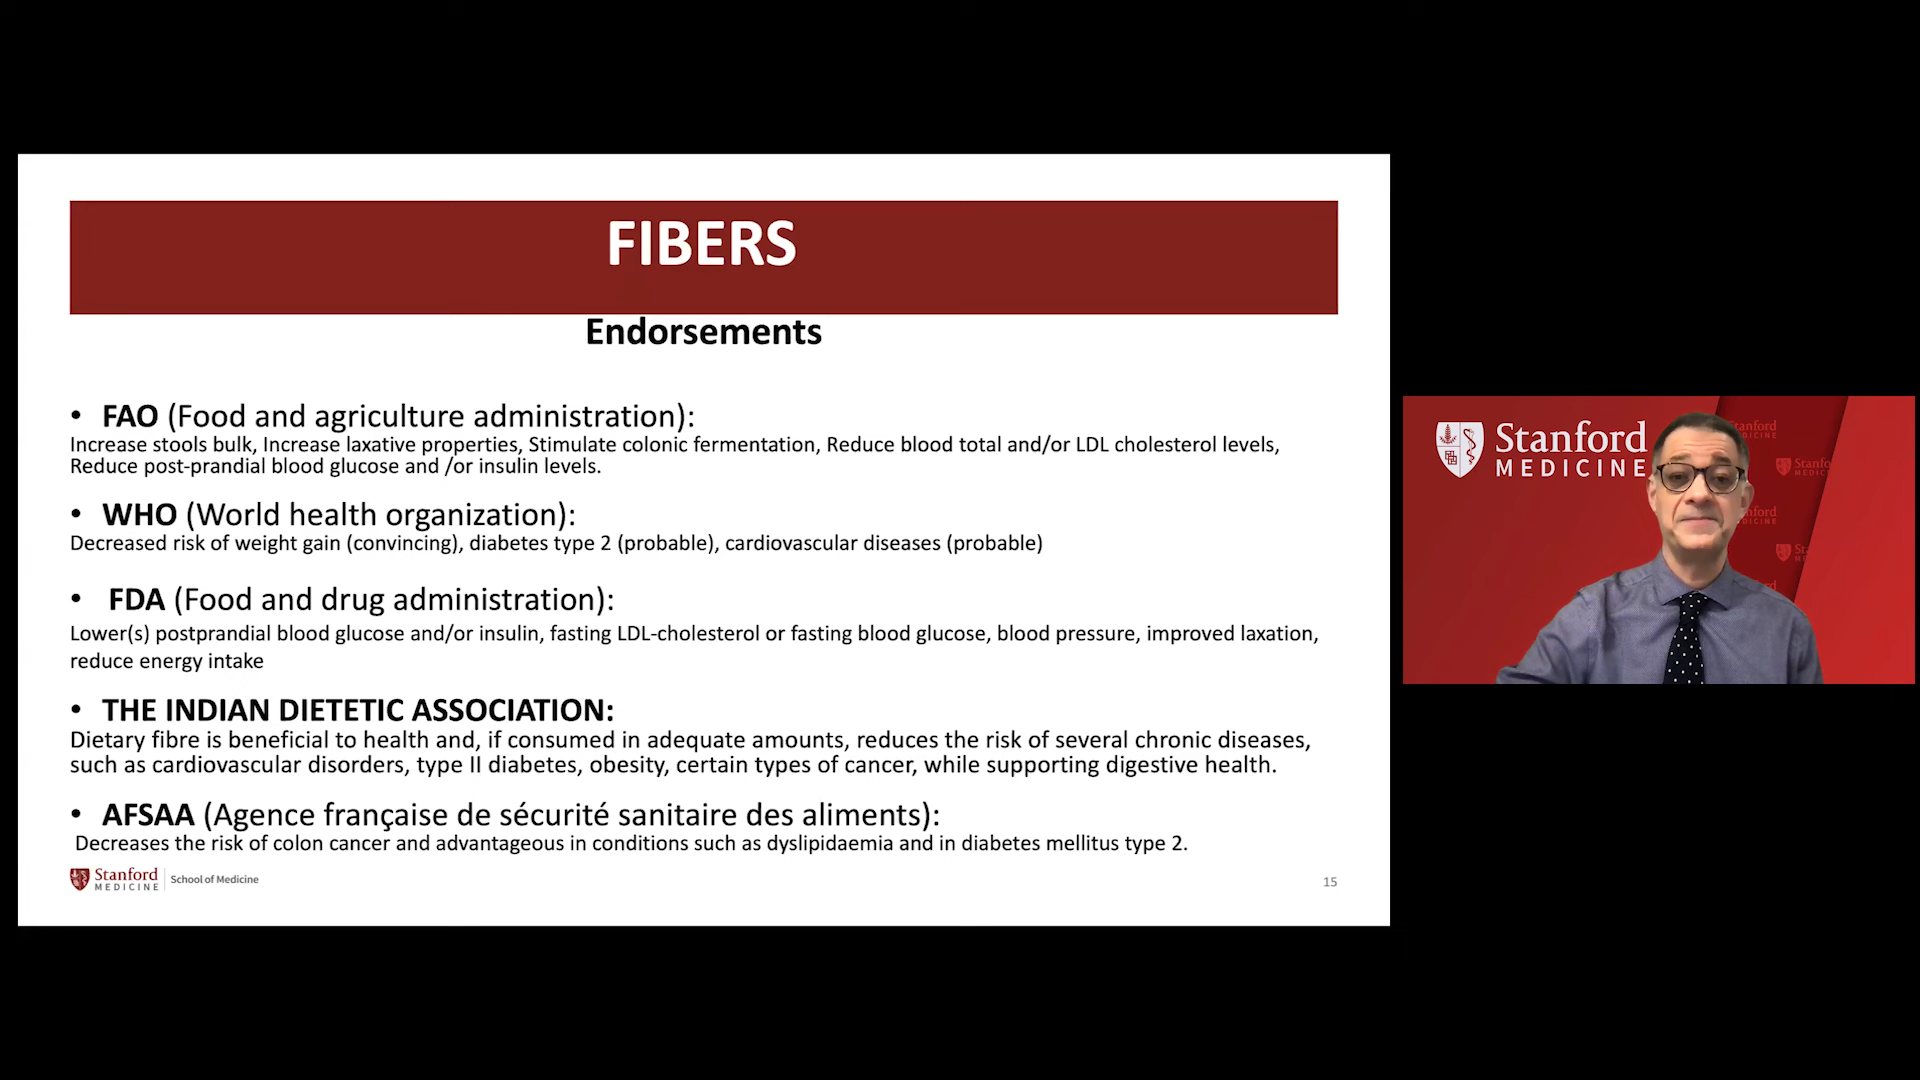 FIBERS
Endorsements
• FAO (Food and agriculture administration):
Increase stools bulk, Increase laxative properties, Stimulate colonic fermentation, Reduce blood total and/or LDL cholesterol levels,
Reduce post-prandial blood glucose and /or insulin levels.
• WHO (World health organization):
Decreased risk of weight gain (convincing), diabetes type 2 (probable), cardiovascular diseases (probable)
• FDA (Food and drug administration):
Lower(s) postprandial blood glucose and/or insulin, fasting LDL-cholesterol or fasting blood glucose, blood pressure, improved laxation,
reduce energy intake
• THE INDIAN DIETETIC ASSOCIATION:
Dietary fibre is beneficial to health and, if consumed in adequate amounts, reduces the risk of several chronic diseases,
such as cardiovascular disorders, type II diabetes, obesity, certain types of cancer, while supporting digestive health.
• AFSAA (Agence française de sécurité sanitaire des aliments):
Decreases the risk of colon cancer and advantageous in conditions such as dyslipidaemia and in diabetes mellitus type 2.
Stanford
MEDICINE
School of Medicine
15
Stanford
MEDICINE